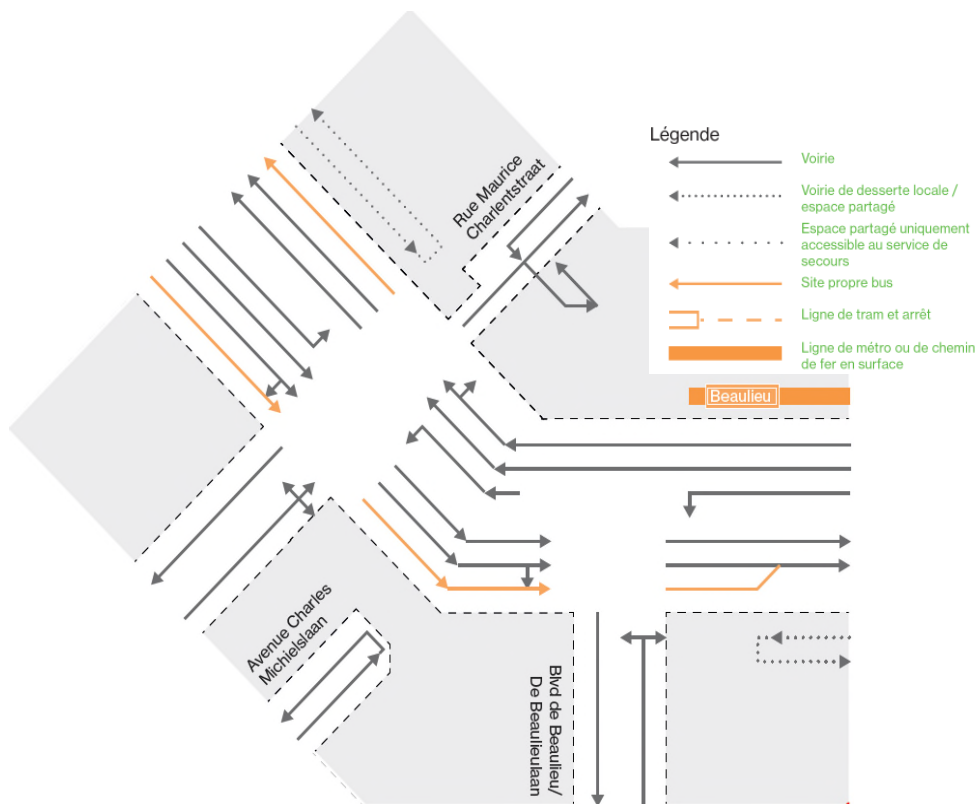 Rue Maurice
Charlentstraat
Légende
Voirie
Voirie de desserte locale /
espace partagé
Espace partagé uniquement
accessible au service de
secours
Site propre bus
Ligne de tram et arrêt
Ligne de métro ou de chemin
de fer en surface
Beaulieu
Avenue Charles
Michielslaan
Blvd de Beaulieu/
De Beaulieulaan